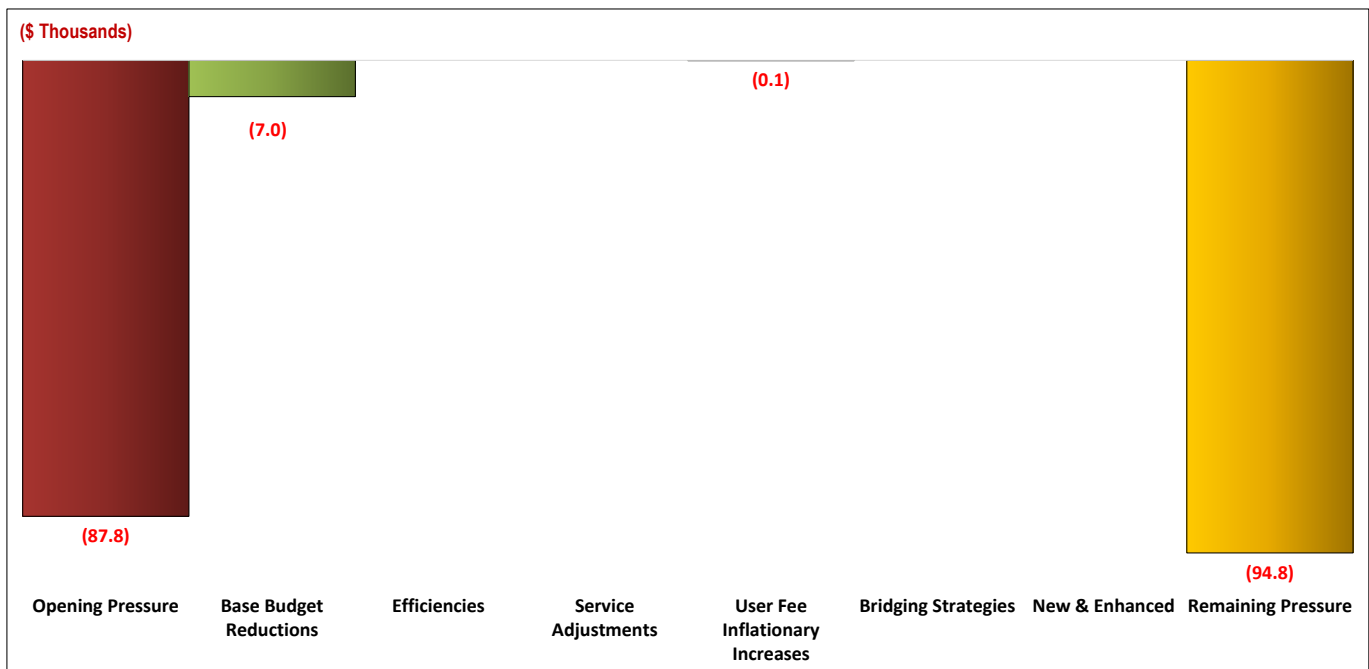 ($ Thousands)
(0.1)
(7.0)
(87.8)
(94.8)
Opening Pressure
Base Budget
Reductions
Efficiencies
Service
Adjustments
User Fee
Inflationary
Increases
Bridging Strategies
New & Enhanced
Remaining Pressure